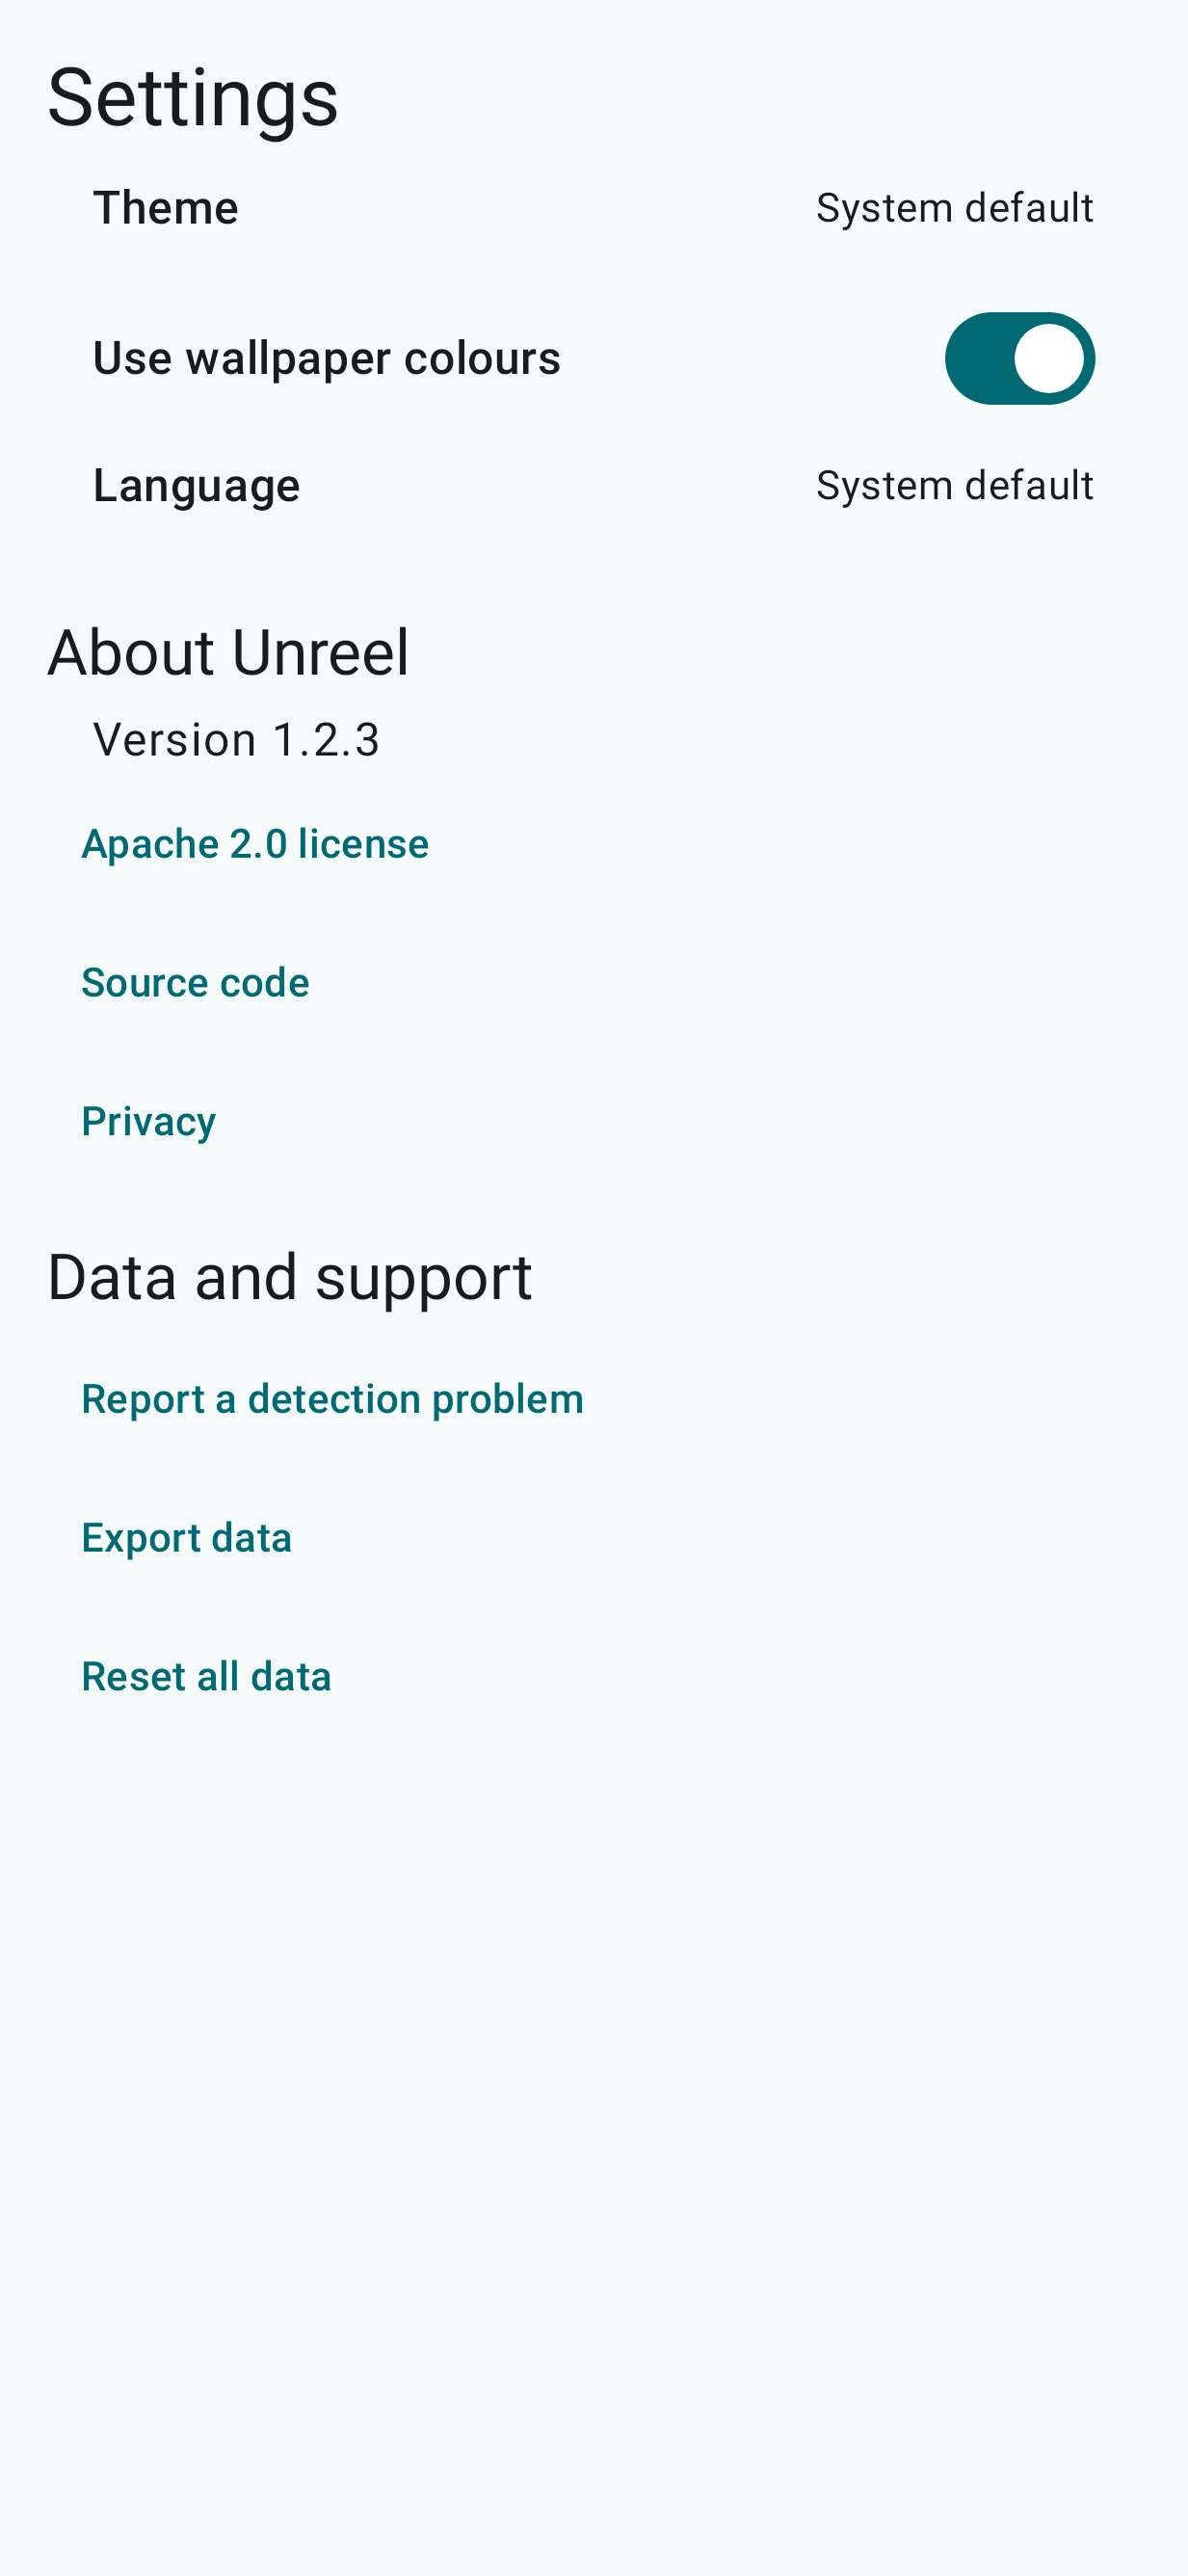 Settings
Theme System default
Use wallpaper colours
Language System default
About Unreel
Version 1.2.3
Apache 2.0 license
Source code
Privacy
Data and support
Report a detection problem
Export data
Reset all data